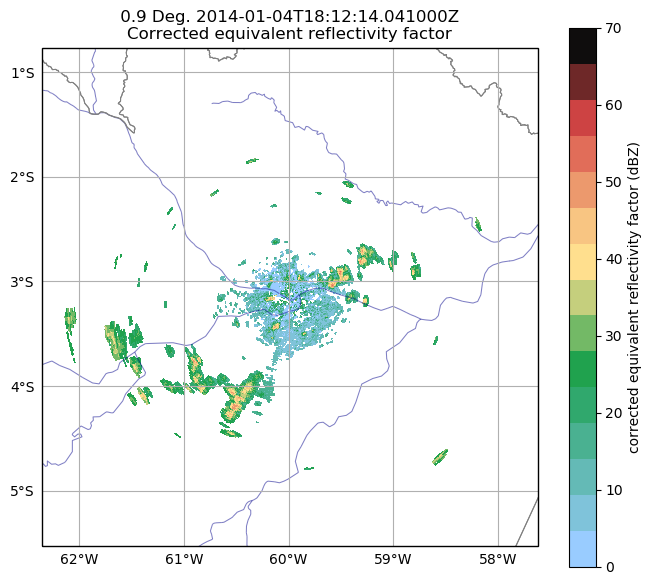 0.9 Deg. 2014-01-04T18:12:14.041000Z
Corrected equivalent reflectivity factor
1°S
2°S
3°S
4°S
5°S
62°W
61°W
60°W
59°W
58°W
70
60
50
40
30
20
10
0
corrected equivalent reflectivity factor (dBZ)